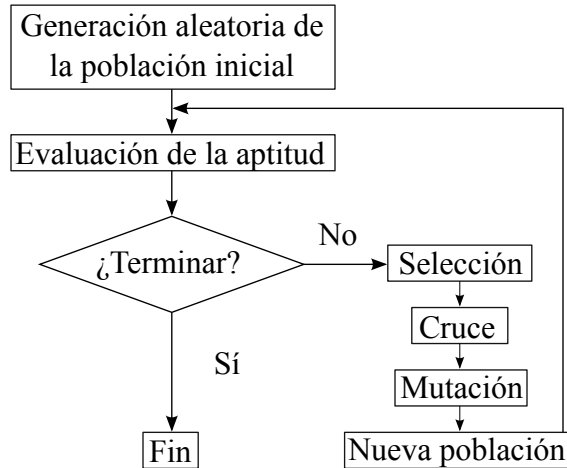 Generación aleatoria de
la población inicial
Evaluación de la aptitud
¿Terminar?
No
Selección
Cruce
Mutación
Nueva población
Sí
Fin